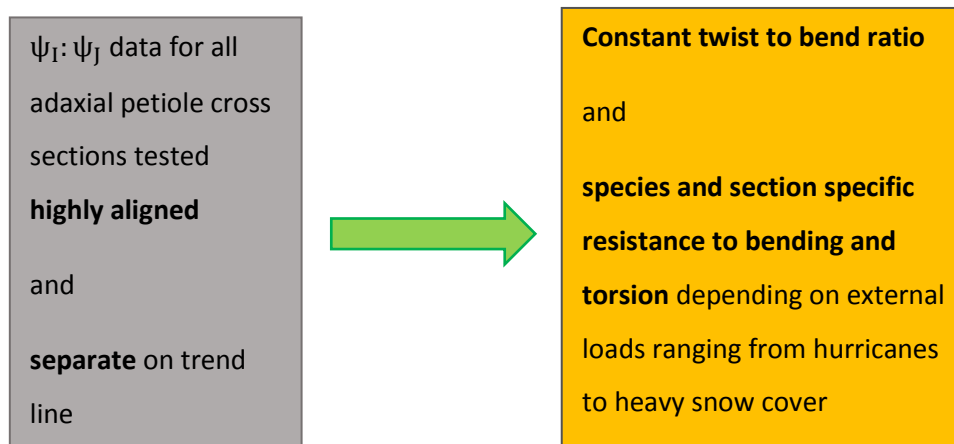 ψI: ψJ data for all
adaxial petiole cross
sections tested
highly aligned
and
separate on trend
line
Constant twist to bend ratio
and
species and section specific
resistance to bending and
torsion depending on external
loads ranging from hurricanes
to heavy snow cover